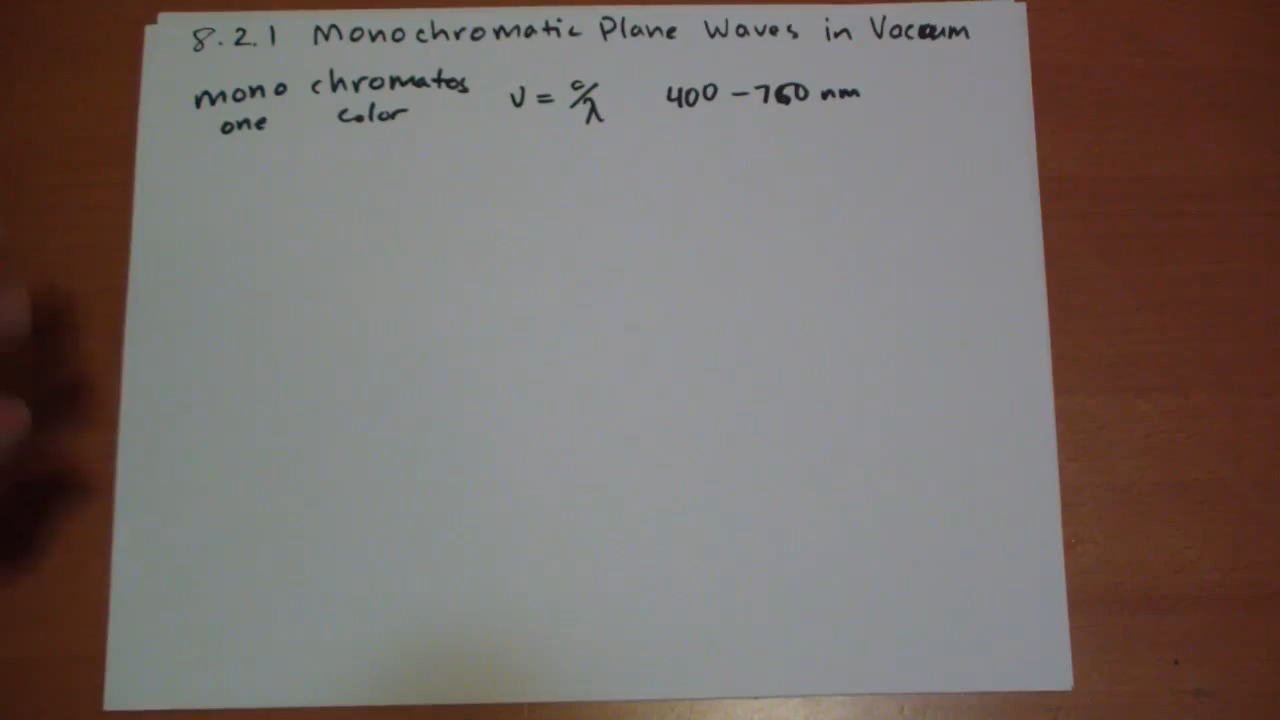 8.2.1 Monochromatic Plane Waves in Vacuum
mono chromatos ν = c/λ 400 – 760 nm
one color